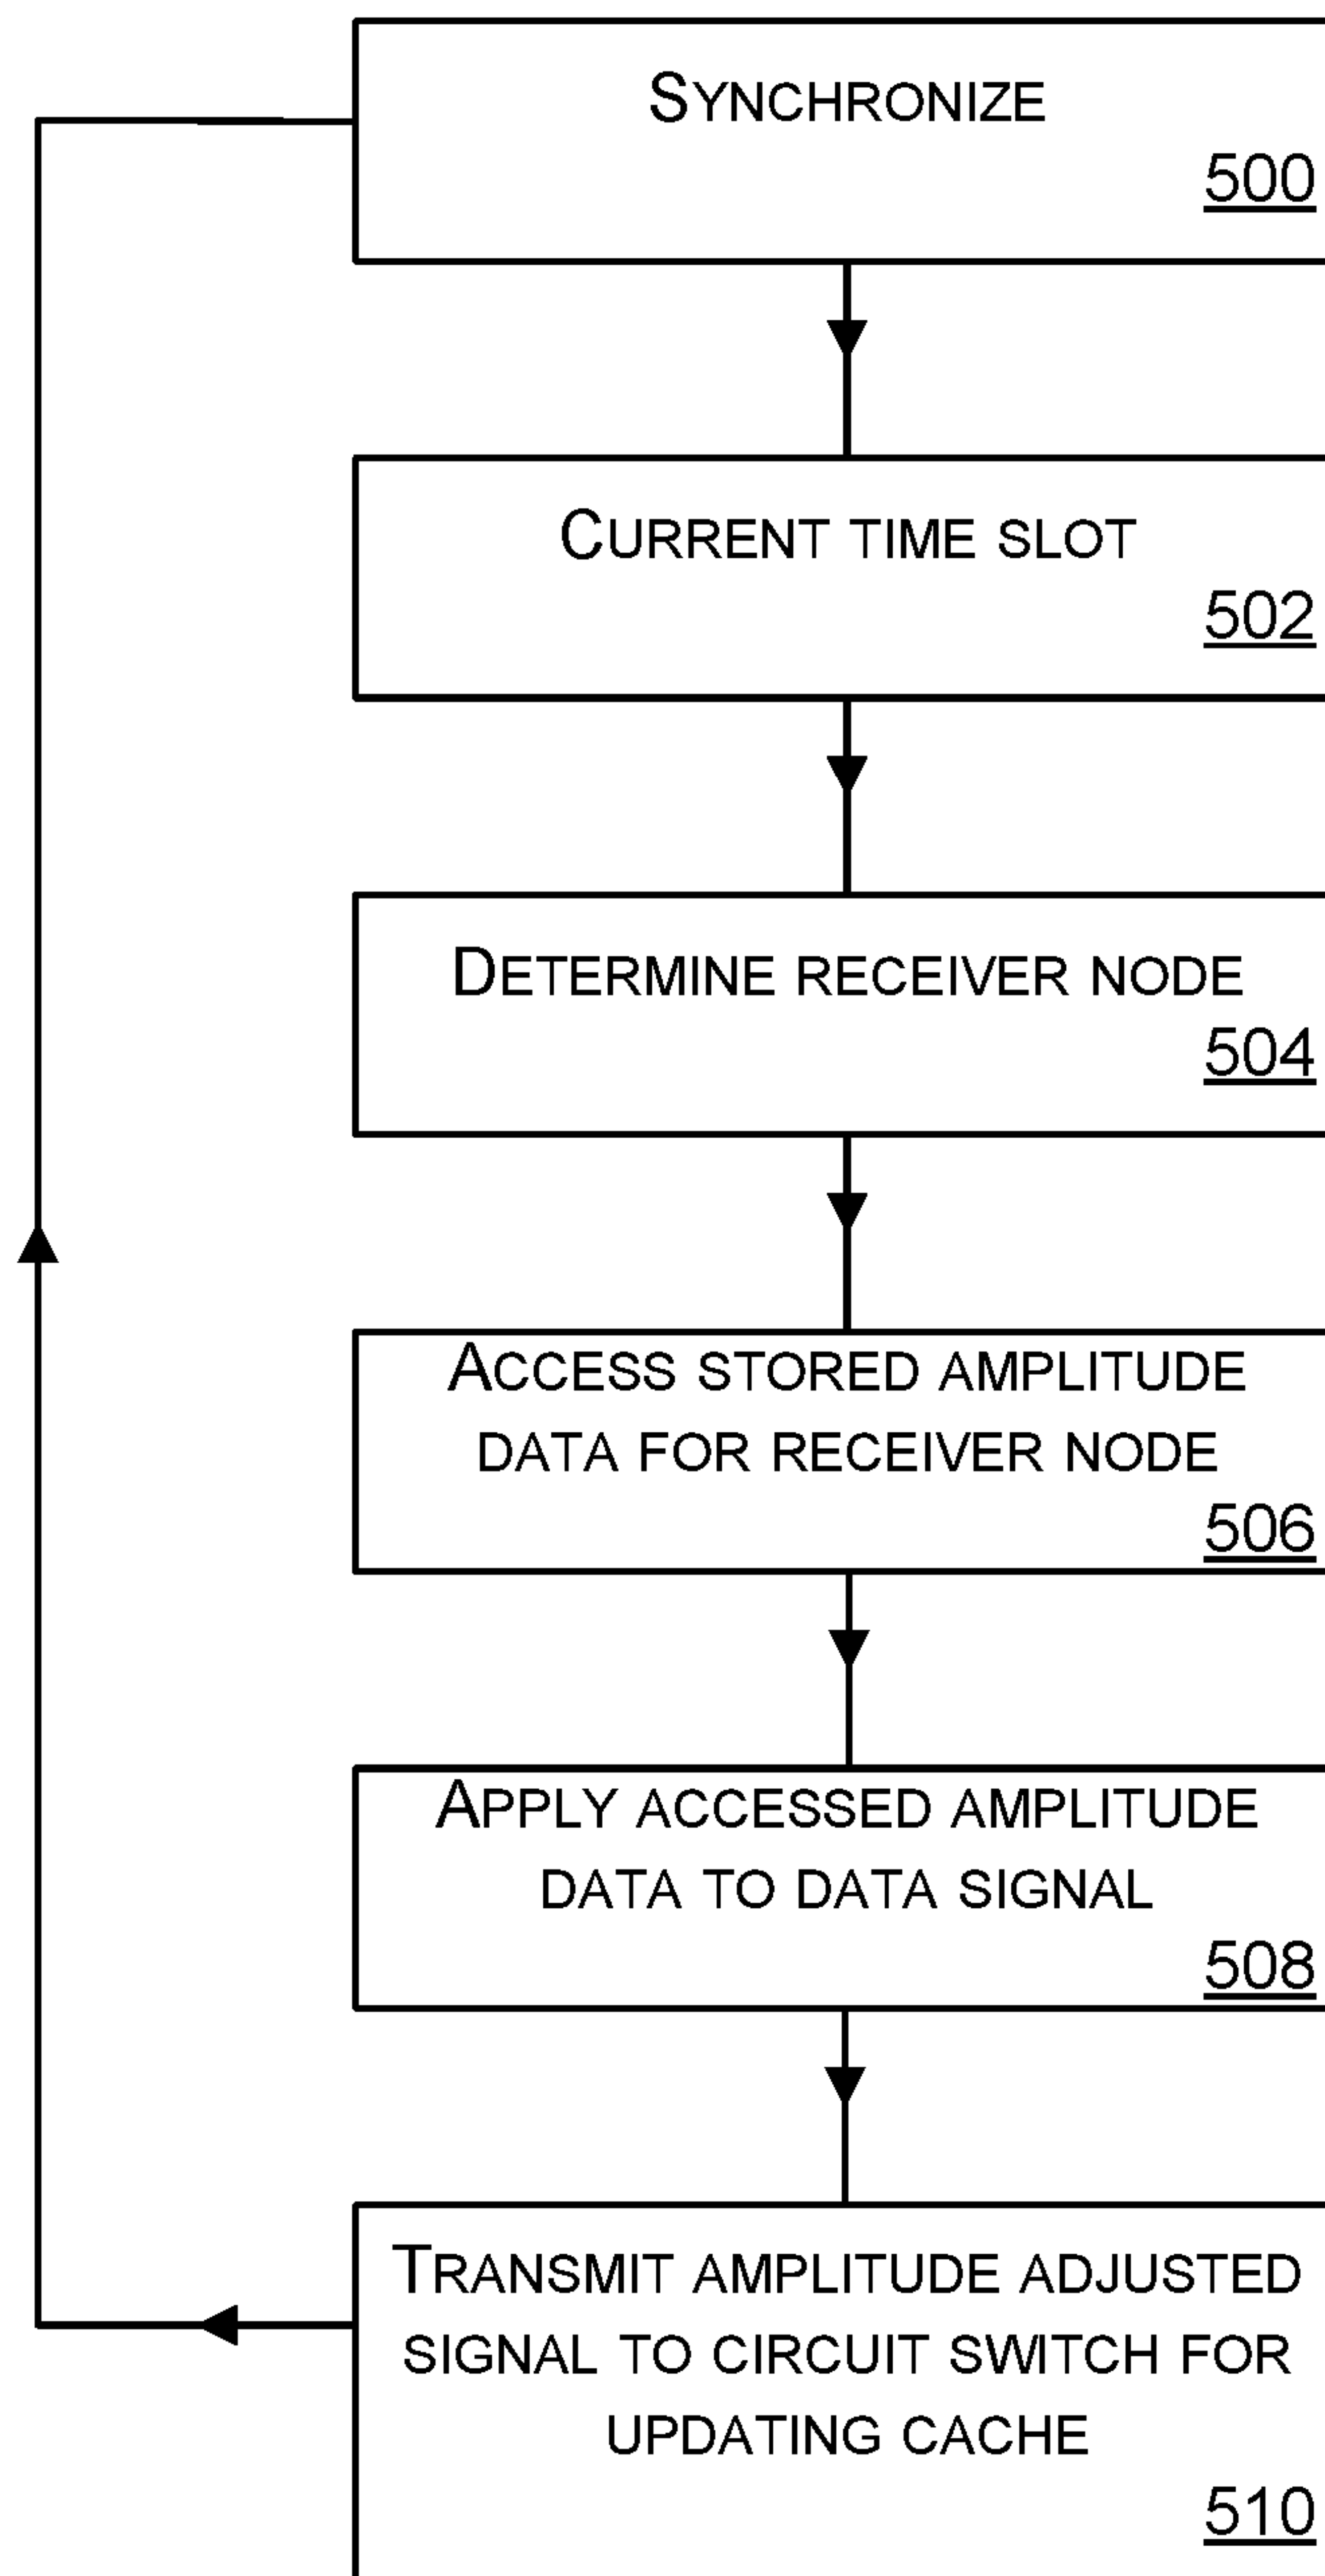 SYNCHRONIZE
500
CURRENT TIME SLOT
502
DETERMINE RECEIVER NODE
504
ACCESS STORED AMPLITUDE
DATA FOR RECEIVER NODE
506
APPLY ACCESSED AMPLITUDE
DATA TO DATA SIGNAL
508
TRANSMIT AMPLITUDE ADJUSTED
SIGNAL TO CIRCUIT SWITCH FOR
UPDATING CACHE
510